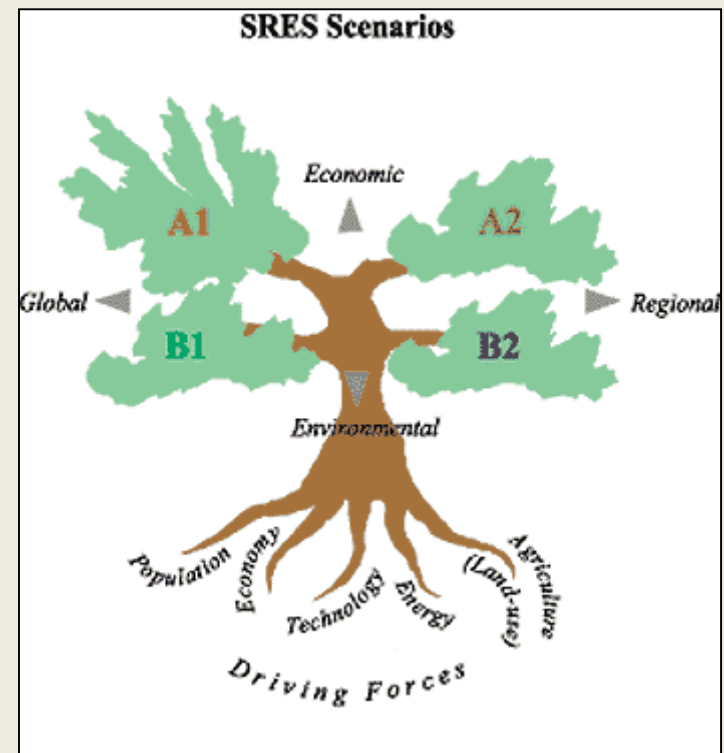 SRES Scenarios
Economic
A1
A2
Global
Regional
B1
B2
Environmental
Population
Economy
Technology
Energy
Agriculture
(Land-use)
Driving Forces